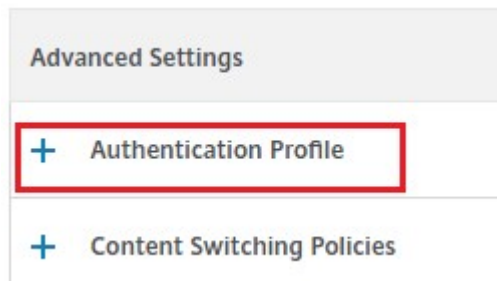 Advanced Settings
+ Authentication Profile
+ Content Switching Policies